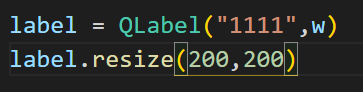 label = QLabel("1111",w)
label.resize(200,200)